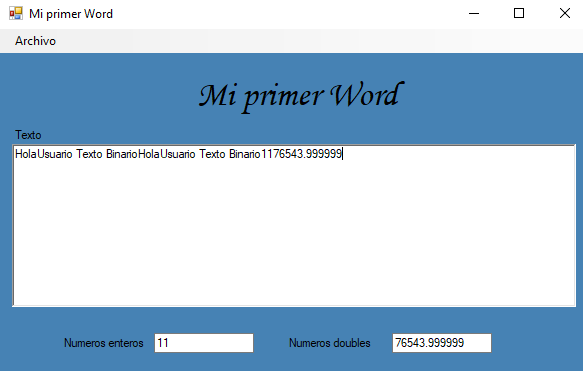 Mi primer Word
Archivo
Mi primer Word
Texto
HolaUsuario Texto BinarioHolaUsuario Texto Binario1176543.999999
Numeros enteros 11 Numeros doubles 76543.999999